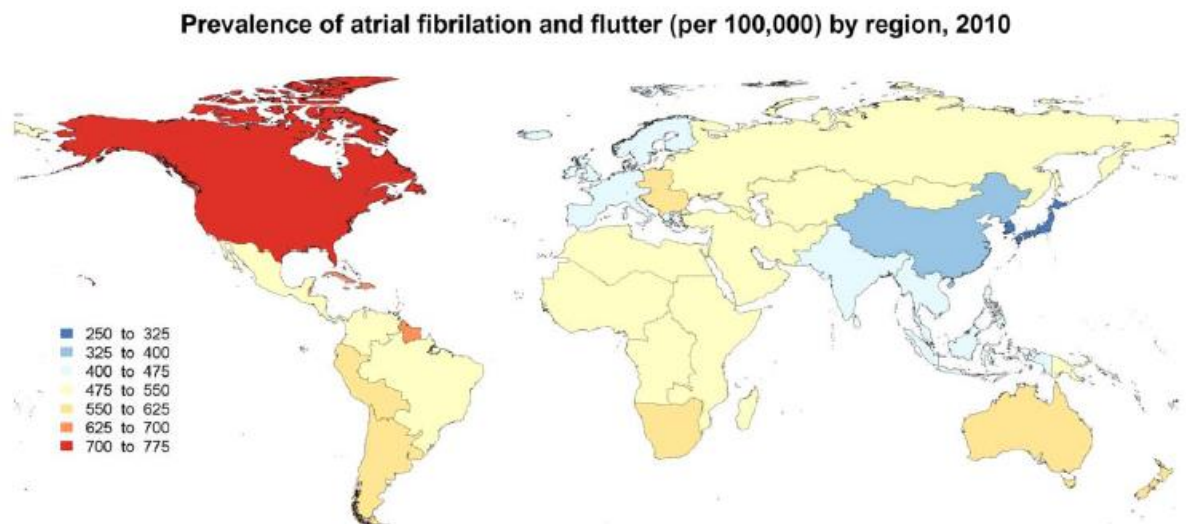 Prevalence of atrial fibrilation and flutter (per 100,000) by region, 2010
250 to 325
325 to 400
400 to 475
475 to 550
550 to 625
625 to 700
700 to 775